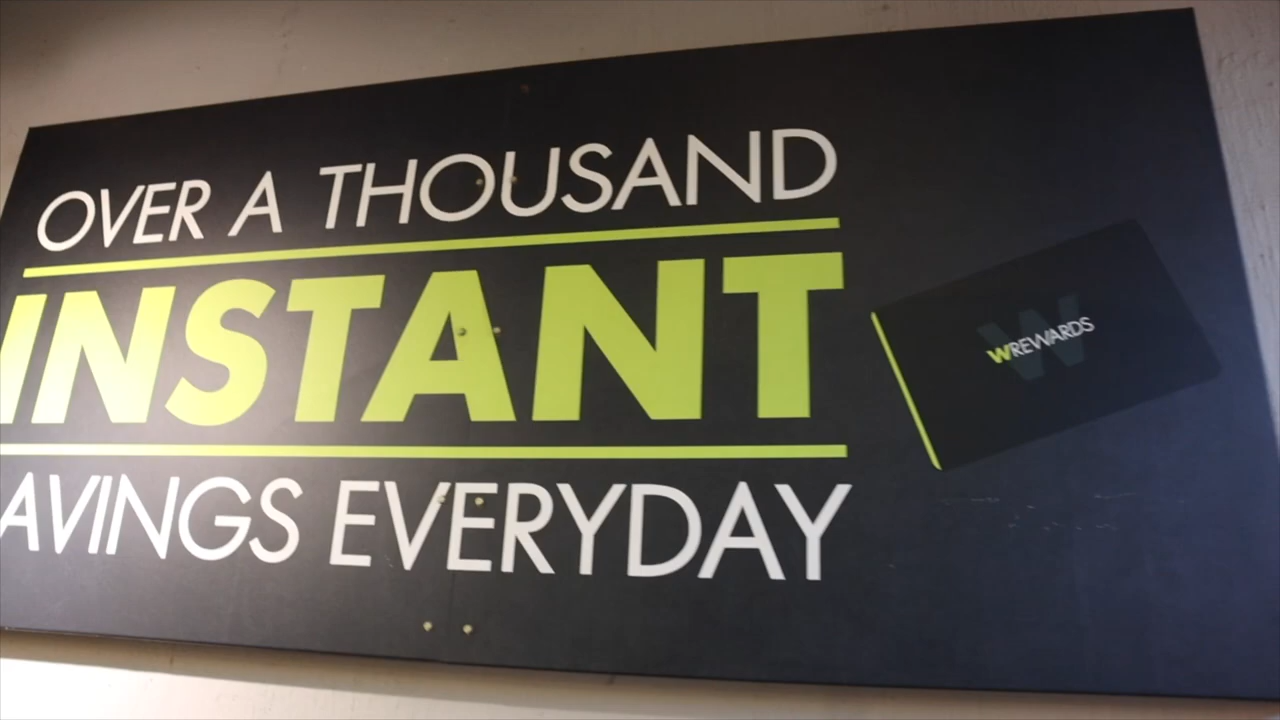 OVER A THOUSAND
INSTANT
AVINGS EVERYDAY
W
WREWARDS